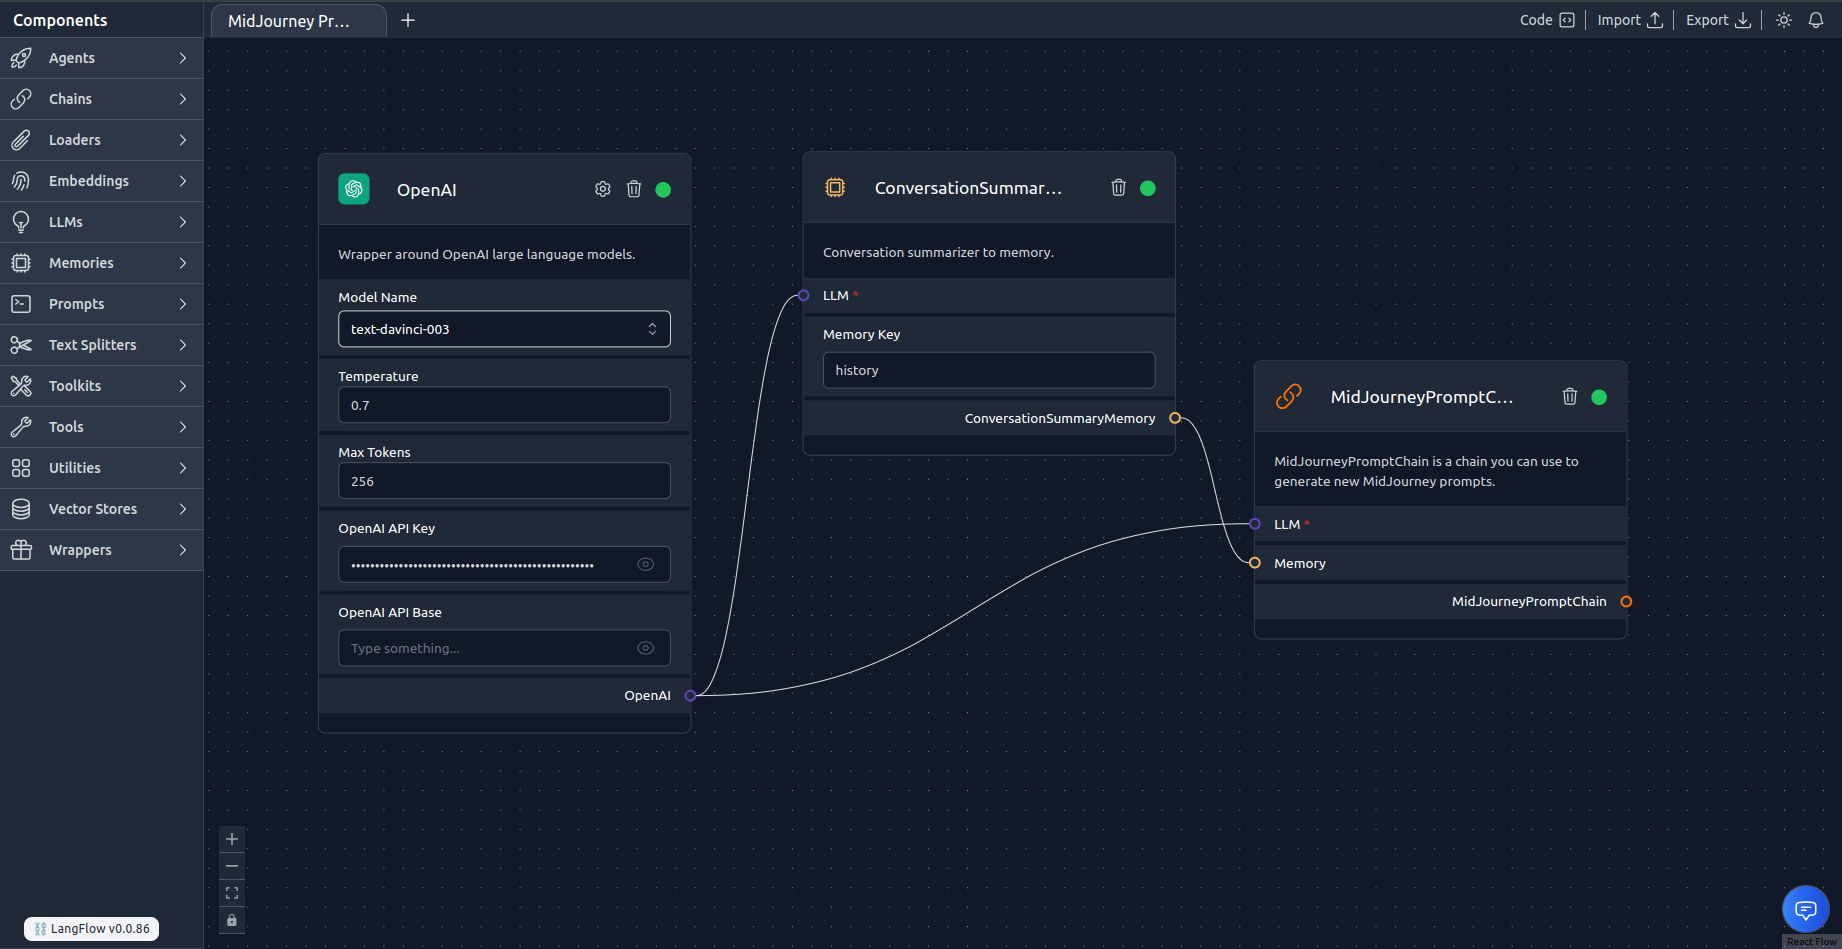 Components
MidJourney Pr...
Code
Import
Export
Agents
Chains
Loaders
Embeddings
LLMs
Memories
Prompts
Text Splitters
Toolkits
Tools
Utilities
Vector Stores
Wrappers
OpenAI
Wrapper around OpenAI large language models.
Model Name
text-davinci-003
Temperature
0.7
Max Tokens
256
OpenAI API Key
OpenAI API Base
Type something...
OpenAI
ConversationSummar...
Conversation summarizer to memory.
LLM *
Memory Key
history
ConversationSummaryMemory
MidJourneyPromptC...
MidJourneyPromptChain is a chain you can use to
generate new MidJourney prompts.
LLM *
Memory
MidJourneyPromptChain
LangFlow v0.0.86
React Flow